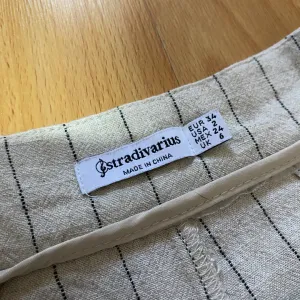 Stradivarius
MADE IN CHINA
EUR 34
USA 2
MEX 24
UK 6